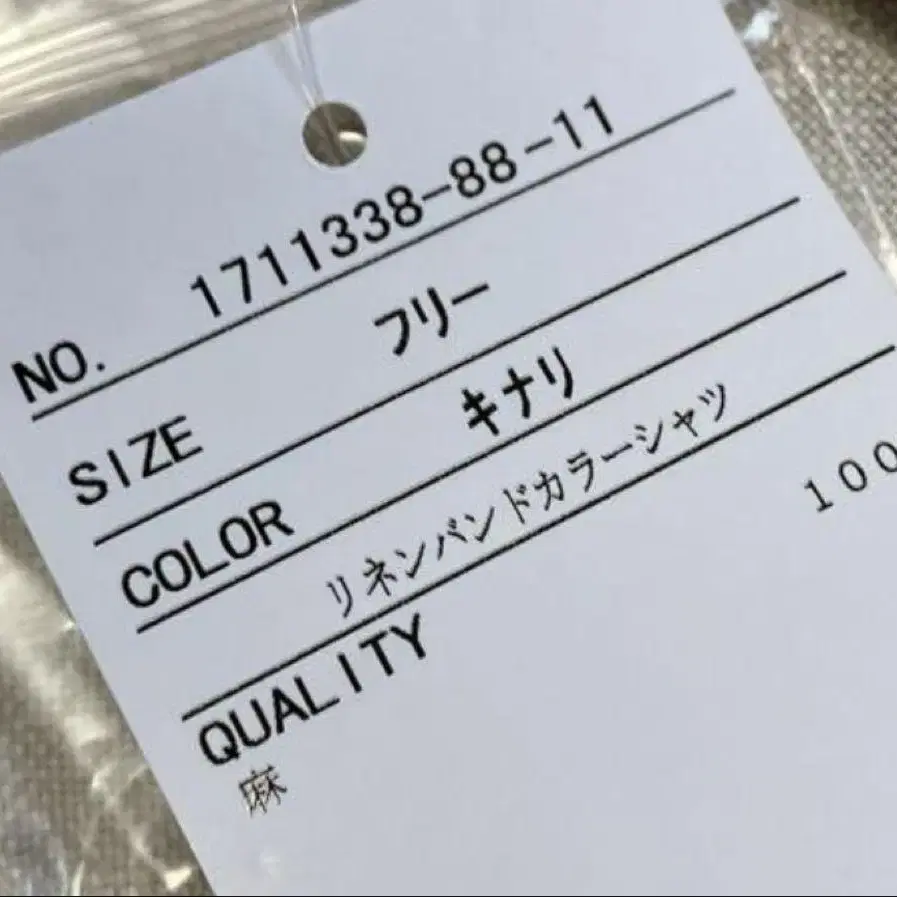 NO. 1711338-88-11
SIZE フリー
COLOR キナリ
リネンバンドカラーシャツ
QUALITY
麻 100